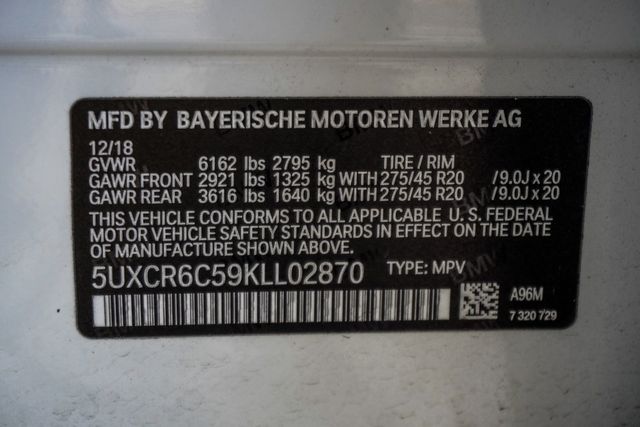 MFD BY BAYERISCHE MOTOREN WERKE AG
12/18
GVWR 6162 lbs 2795 kg TIRE / RIM
GAWR FRONT 2921 lbs 1325 kg WITH 275/45 R20 / 9.0J x 20
GAWR REAR 3616 lbs 1640 kg WITH 275/45 R20 / 9.0J x 20
THIS VEHICLE CONFORMS TO ALL APPLICABLE U. S. FEDERAL
MOTOR VEHICLE SAFETY STANDARDS IN EFFECT ON THE DATE
OF MANUFACTURE SHOWN ABOVE.
5UXCR6C59KLL02870 TYPE: MPV
A96M
7 320 729